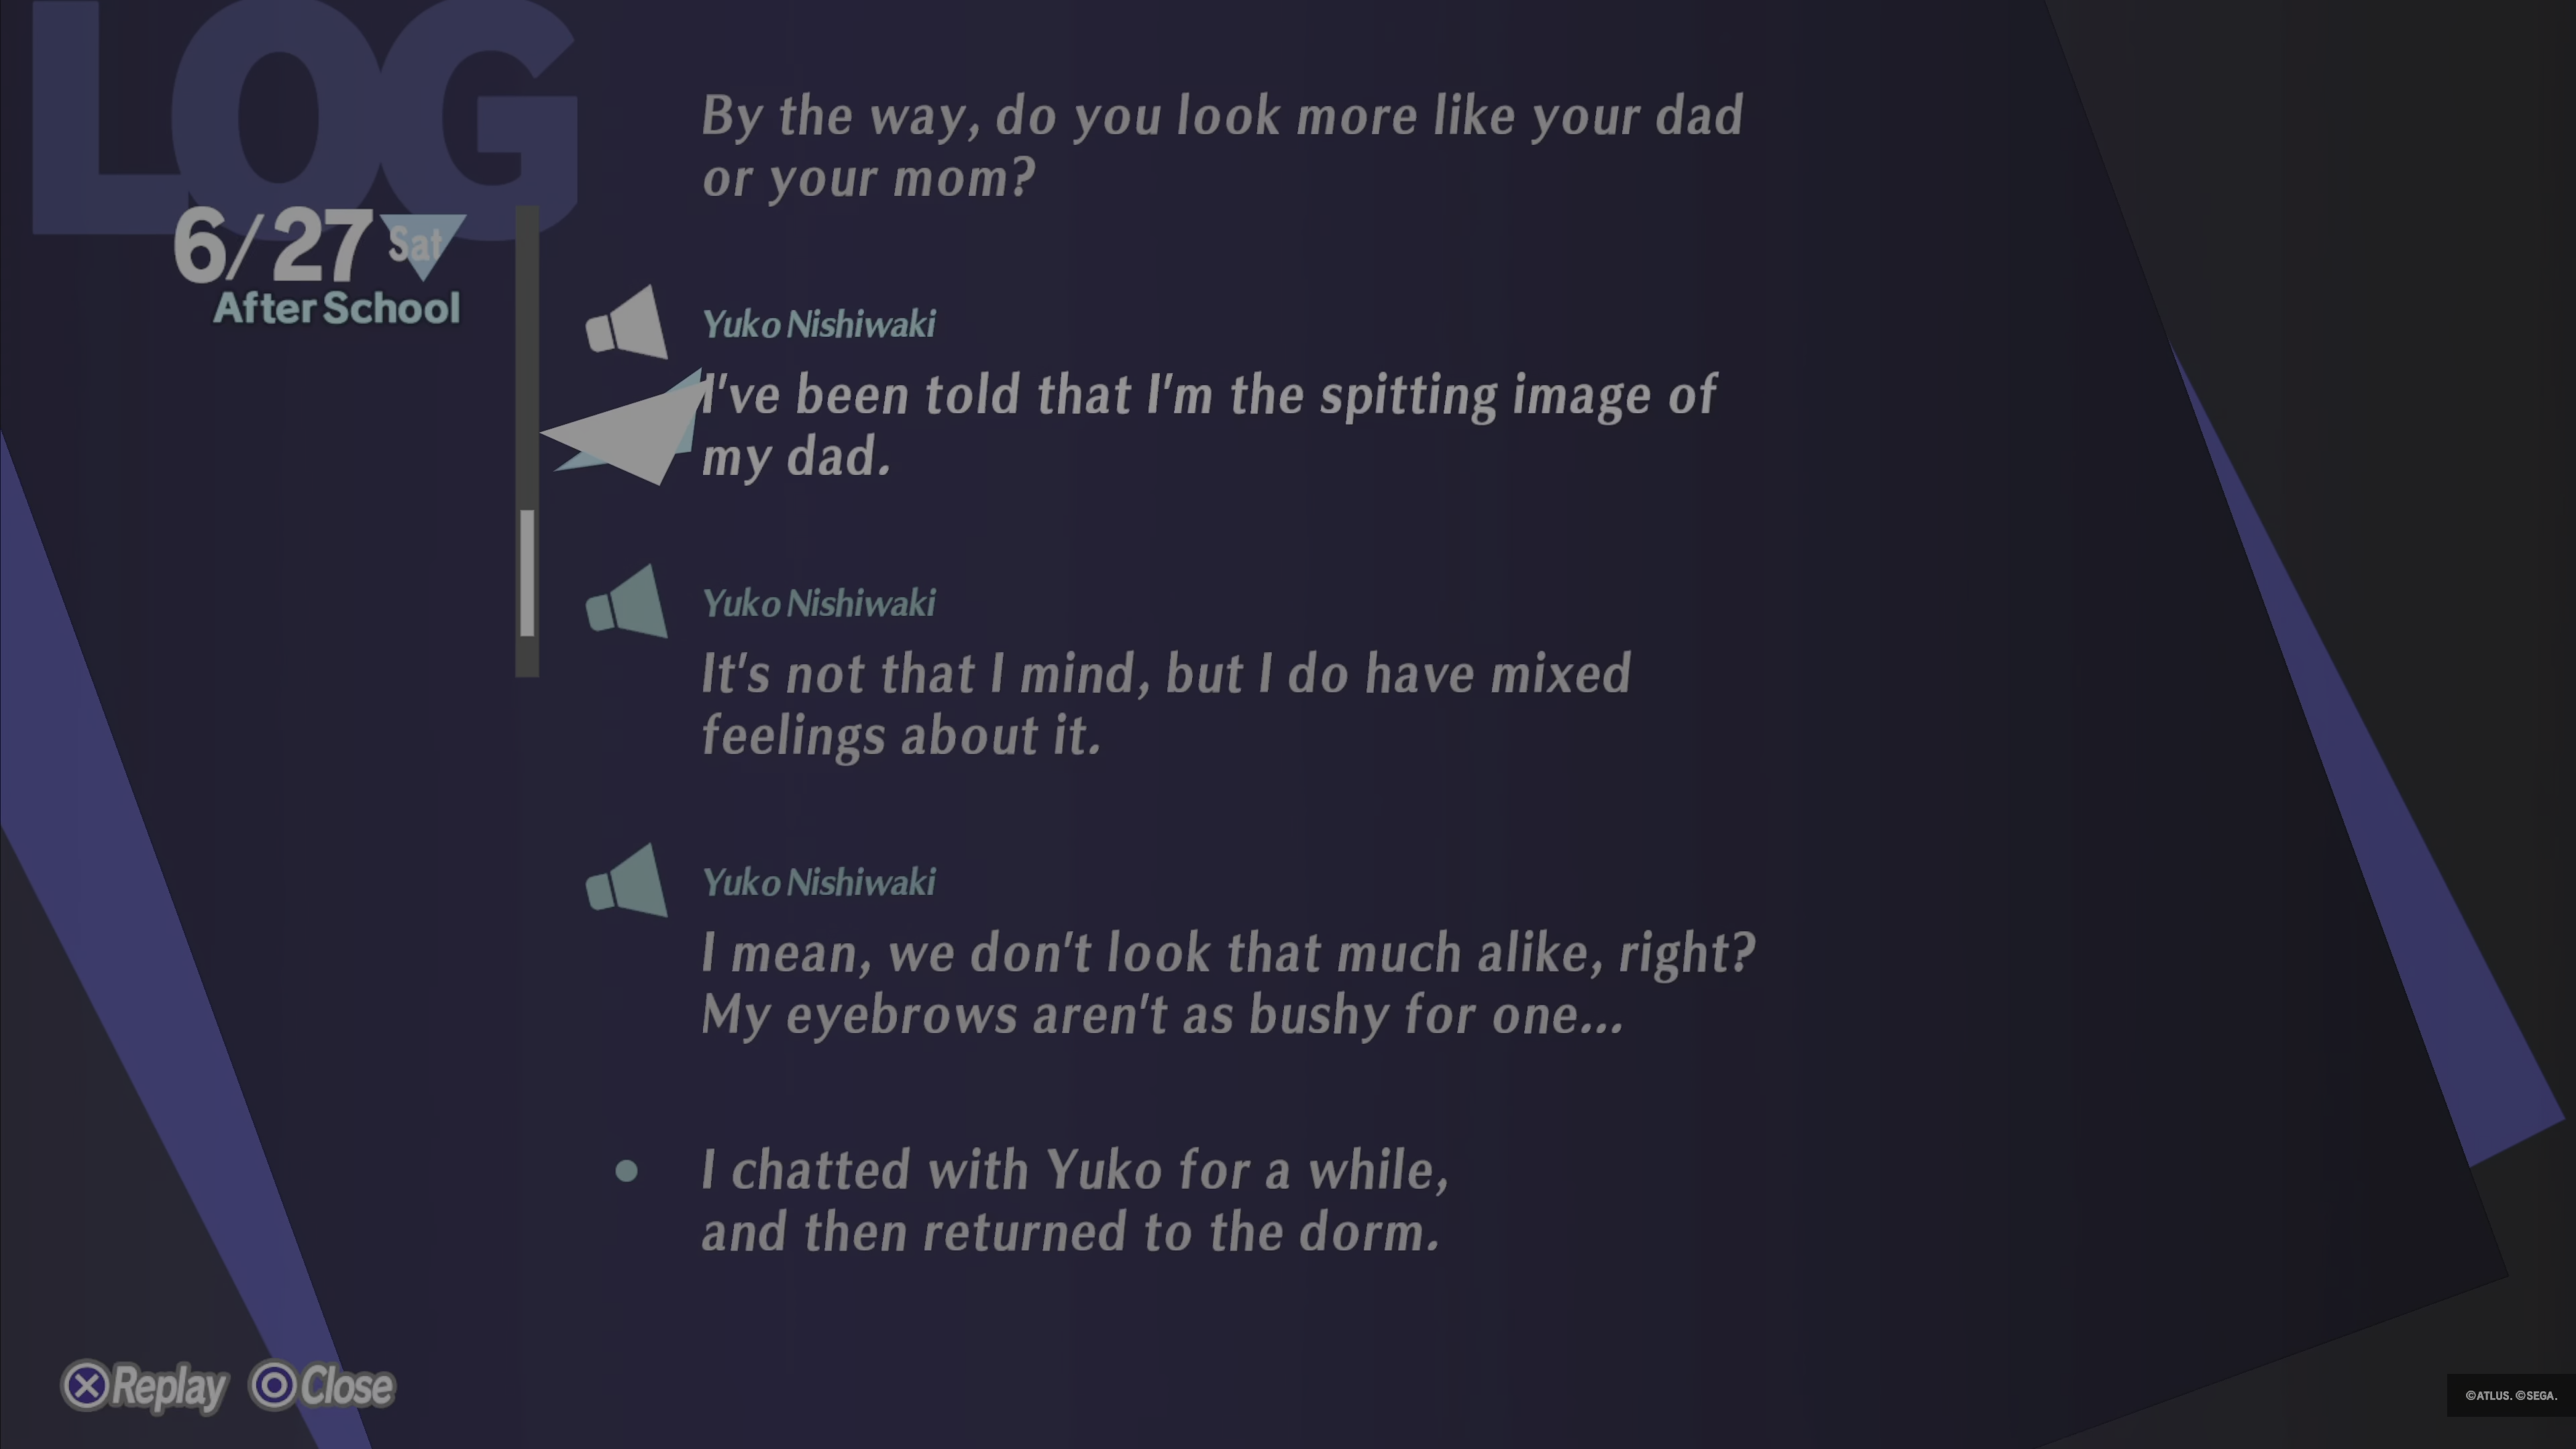 LOG
6/27 Sat
After School
By the way, do you look more like your dad
or your mom?
Yuko Nishiwaki
I've been told that I'm the spitting image of
my dad.
Yuko Nishiwaki
It's not that I mind, but I do have mixed
feelings about it.
Yuko Nishiwaki
I mean, we don't look that much alike, right?
My eyebrows aren't as bushy for one...
I chatted with Yuko for a while,
and then returned to the dorm.
Replay Close
©ATLUS. ©SEGA.